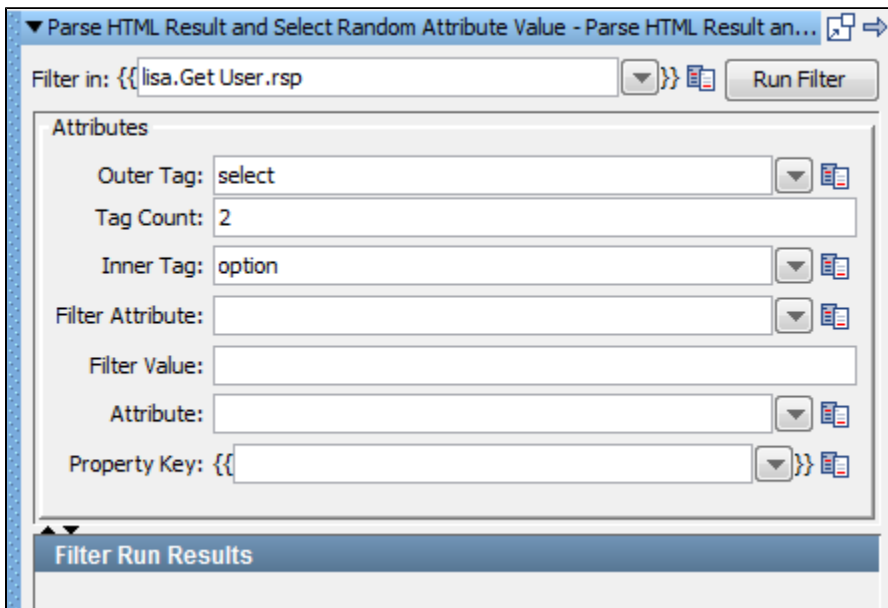 Parse HTML Result and Select Random Attribute Value - Parse HTML Result an...
Filter in: {{lisa.Get User.rsp}} Run Filter
Attributes
Outer Tag: select
Tag Count: 2
Inner Tag: option
Filter Attribute:
Filter Value:
Attribute:
Property Key: {{}}
Filter Run Results